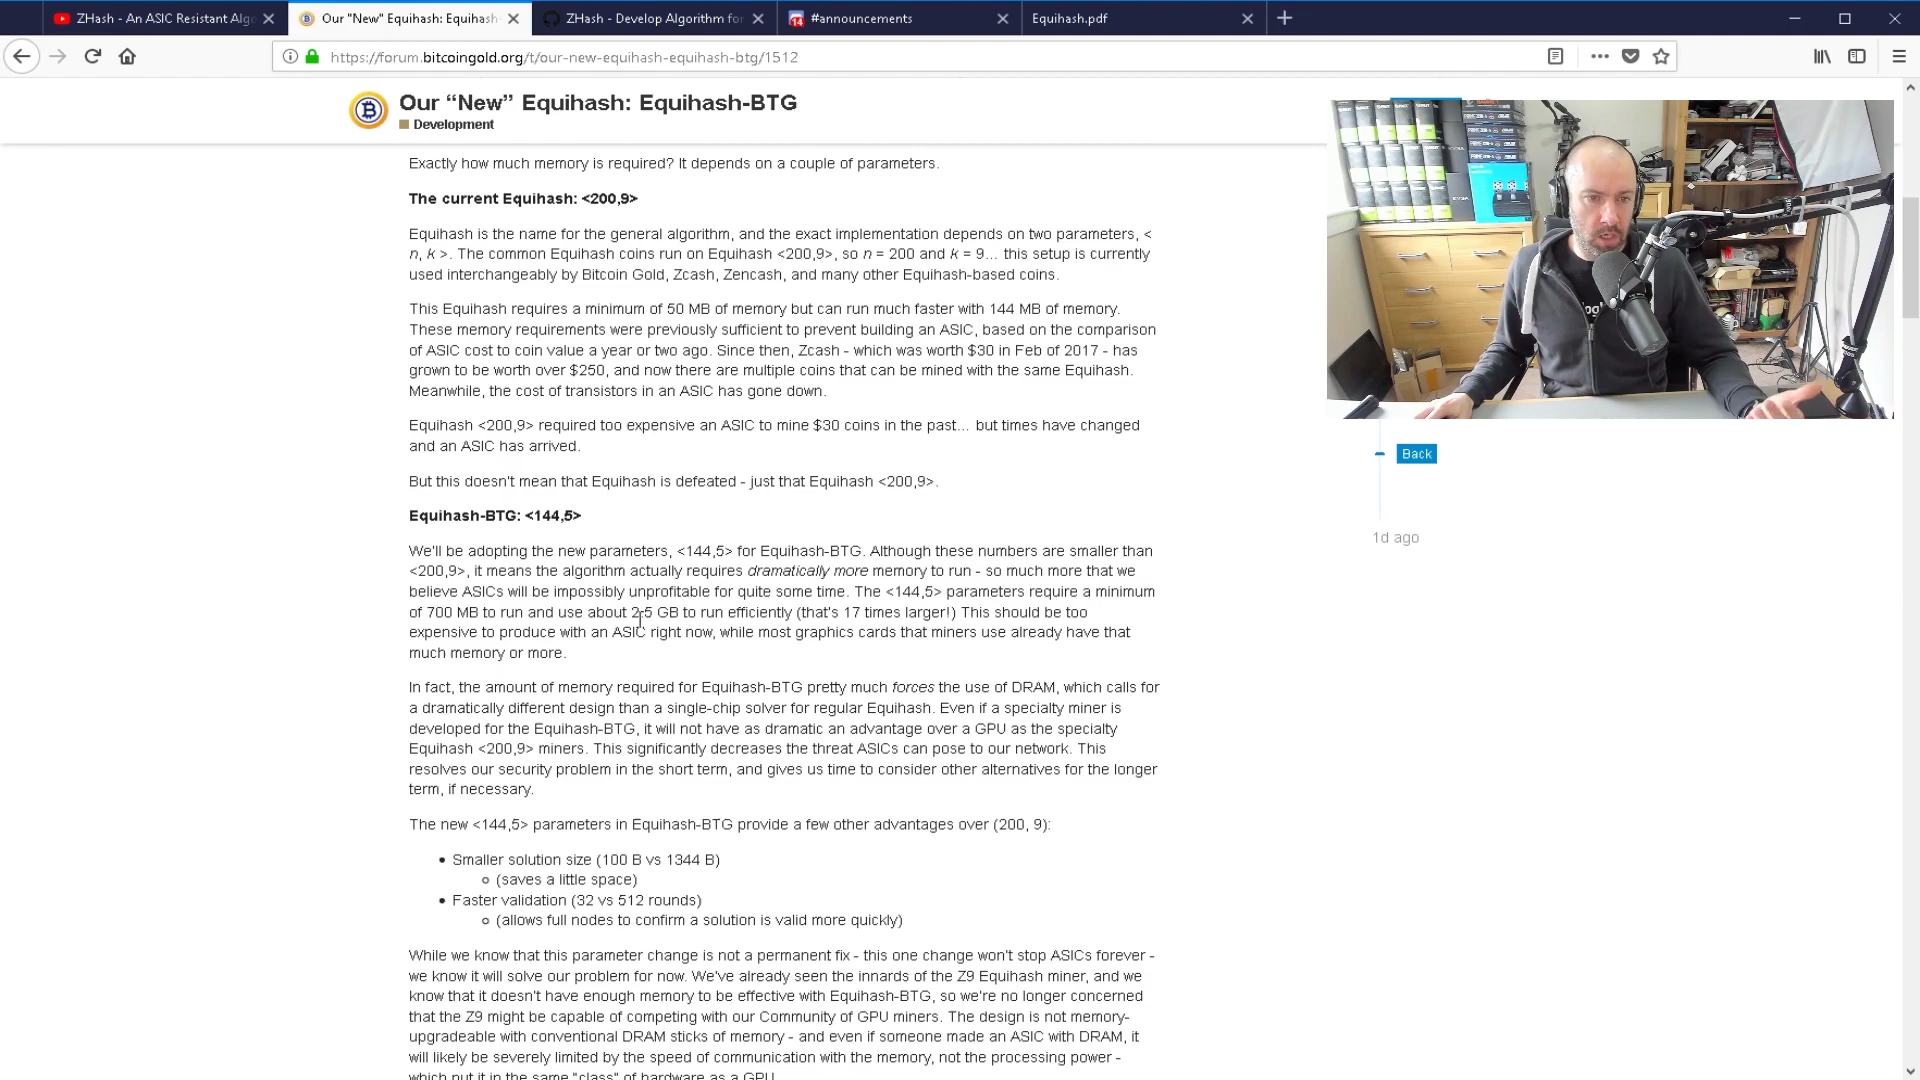 ZHash - An ASIC Resistant Algo
Our "New" Equihash: Equihash-
ZHash - Develop Algorithm for
14
#announcements
Equihash.pdf
https://forum.bitcoingold.org/t/our-new-equihash-equihash-btg/1512
Our “New” Equihash: Equihash-BTG
Development
Exactly how much memory is required? It depends on a couple of parameters.
The current Equihash: <200,9>
Equihash is the name for the general algorithm, and the exact implementation depends on two parameters, <
n, k >. The common Equihash coins run on Equihash <200,9>, so n = 200 and k = 9… this setup is currently
used interchangeably by Bitcoin Gold, Zcash, Zencash, and many other Equihash-based coins.
This Equihash requires a minimum of 50 MB of memory but can run much faster with 144 MB of memory.
These memory requirements were previously sufficient to prevent building an ASIC, based on the comparison
of ASIC cost to coin value a year or two ago. Since then, Zcash - which was worth $30 in Feb of 2017 - has
grown to be worth over $250, and now there are multiple coins that can be mined with the same Equihash.
Meanwhile, the cost of transistors in an ASIC has gone down.
Equihash <200,9> required too expensive an ASIC to mine $30 coins in the past… but times have changed
and an ASIC has arrived.
But this doesn't mean that Equihash is defeated - just that Equihash <200,9>.
Equihash-BTG: <144,5>
We'll be adopting the new parameters, <144,5> for Equihash-BTG. Although these numbers are smaller than
<200,9>, it means the algorithm actually requires dramatically more memory to run - so much more that we
believe ASICs will be impossibly unprofitable for quite some time. The <144,5> parameters require a minimum
of 700 MB to run and use about 2.5 GB to run efficiently (that's 17 times larger!) This should be too
expensive to produce with an ASIC right now, while most graphics cards that miners use already have that
much memory or more.
In fact, the amount of memory required for Equihash-BTG pretty much forces the use of DRAM, which calls for
a dramatically different design than a single-chip solver for regular Equihash. Even if a specialty miner is
developed for the Equihash-BTG, it will not have as dramatic an advantage over a GPU as the specialty
Equihash <200,9> miners. This significantly decreases the threat ASICs can pose to our network. This
resolves our security problem in the short term, and gives us time to consider other alternatives for the longer
term, if necessary.
The new <144,5> parameters in Equihash-BTG provide a few other advantages over (200, 9):
Smaller solution size (100 B vs 1344 B)
(saves a little space)
Faster validation (32 vs 512 rounds)
(allows full nodes to confirm a solution is valid more quickly)
While we know that this parameter change is not a permanent fix - this one change won't stop ASICs forever -
we know it will solve our problem for now. We've already seen the innards of the Z9 Equihash miner, and we
know that it doesn't have enough memory to be effective with Equihash-BTG, so we're no longer concerned
that the Z9 might be capable of competing with our Community of GPU miners. The design is not memory-
upgradeable with conventional DRAM sticks of memory - and even if someone made an ASIC with DRAM, it
will likely be severely limited by the speed of communication with the memory, not the processing power -
which put it in the same "class" of hardware as a GPU.
Back
1d ago